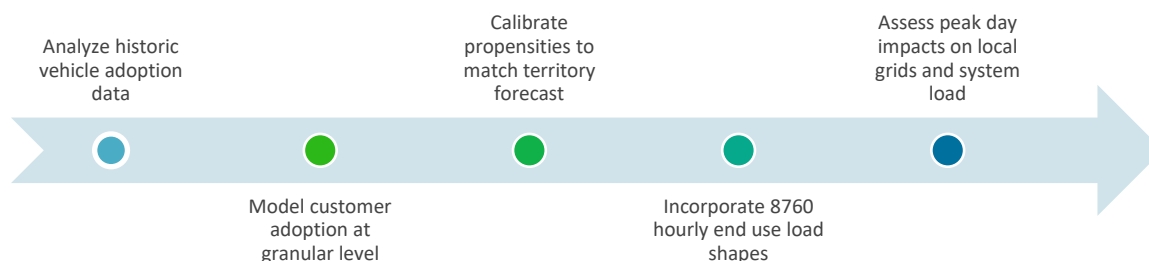 Analyze historic
vehicle adoption
data
Model customer
adoption at
granular level
Calibrate
propensities to
match territory
forecast
Incorporate 8760
hourly end use load
shapes
Assess peak day
impacts on local
grids and system
load